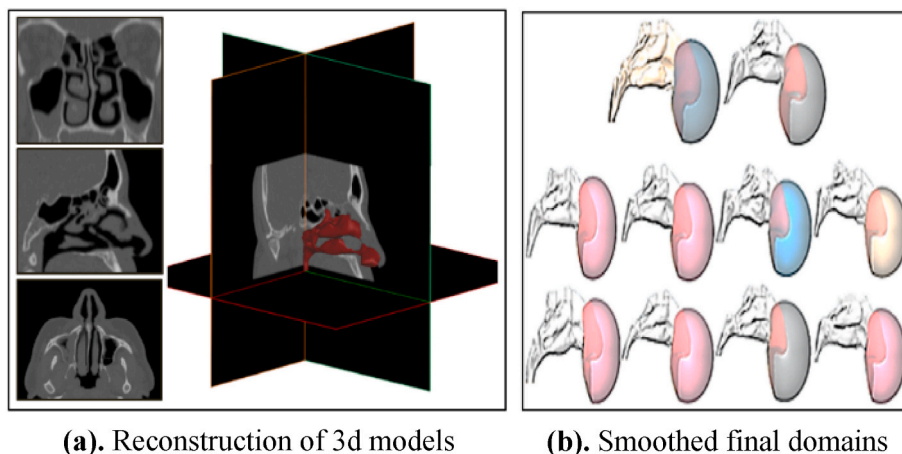 (a). Reconstruction of 3d models
(b). Smoothed final domains